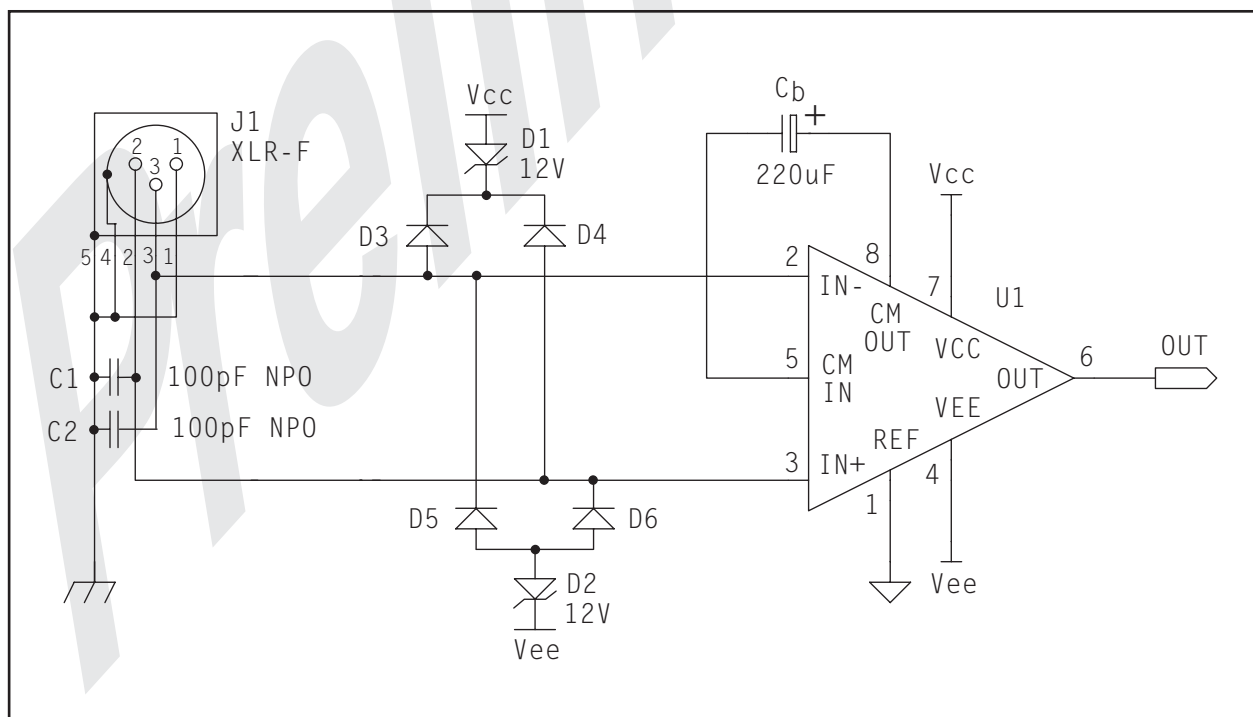 Prelim
J1
XLR-F
2
3
1
5
4
2
3
1
C1
100pF NPO
C2
100pF NPO
Vcc
D1
12V
D3
D4
D5
D6
D2
12V
Vee
Cb
+
220uF
Vcc
U1
2
IN-
8
CM
OUT
7
VCC
5
CM
IN
OUT
6
OUT
VEE
REF
3
IN+
1
4
Vee